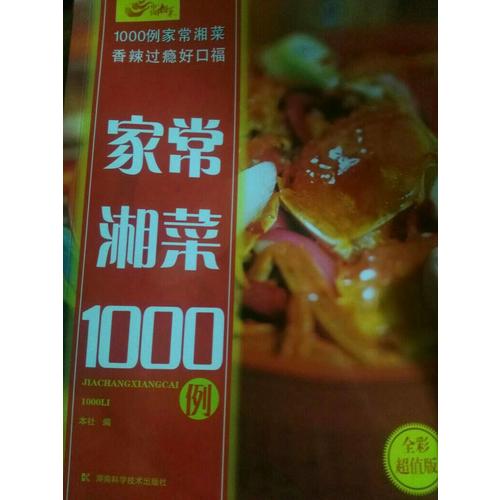 1000例家常湘菜
香辣过瘾好口福
家常
湘菜
1000
例
JIACHANGXIANGCAI
1000LI
本社 编
湖南科学技术出版社
全彩
超值版